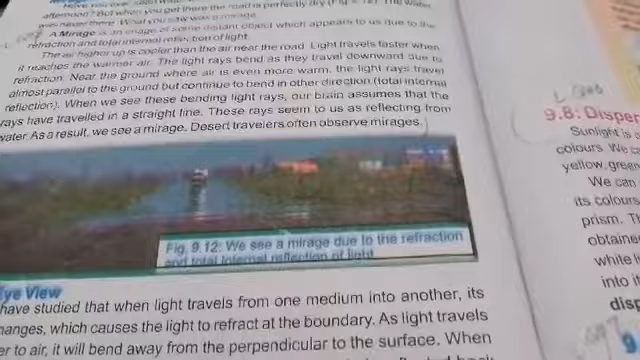 afternoon? But when you get there the road is perfectly dry (Fig 9.12). The water
was never there. What you saw was a mirage.
A Mirage is an image of some distant object which appears to us due to the
refraction and total internal reflection of light.
The air higher up is cooler than the air near the road. Light travels faster when
it reaches the warmer air. The light rays bend as they travel downward due to
refraction. Near the ground where air is even more warm, the light rays travel
almost parallel to the ground but continue to bend in other direction (total internal
reflection). When we see these bending light rays, our brain assumes that the
rays have travelled in a straight line. These rays seem to us as reflecting from
water. As a result, we see a mirage. Desert travelers often observe mirages.
Fig. 9.12: We see a mirage due to the refraction
and total internal reflection of light
Eye View
have studied that when light travels from one medium into another, its
hanges, which causes the light to refract at the boundary. As light travels
er to air, it will bend away from the perpendicular to the surface. When
9.8: Disper
Sunlight is
colours. We ca
yellow, green
We can
its colours
prism. Th
obtaine
while li
into it
disp